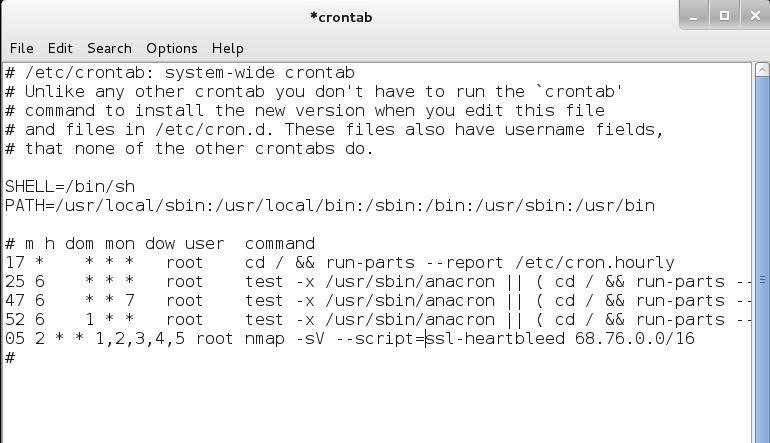 *crontab
File Edit Search Options Help
# /etc/crontab: system-wide crontab
# Unlike any other crontab you don't have to run the `crontab'
# command to install the new version when you edit this file
# and files in /etc/cron.d. These files also have username fields,
# that none of the other crontabs do.
SHELL=/bin/sh
PATH=/usr/local/sbin:/usr/local/bin:/sbin:/bin:/usr/sbin:/usr/bin
# m h dom mon dow user  command
17 *    * * *   root    cd / && run-parts --report /etc/cron.hourly
25 6    * * *   root    test -x /usr/sbin/anacron || ( cd / && run-parts --
47 6    * * 7   root    test -x /usr/sbin/anacron || ( cd / && run-parts --
52 6    1 * *   root    test -x /usr/sbin/anacron || ( cd / && run-parts --
05 2 * * 1,2,3,4,5 root nmap -sV --script=ssl-heartbleed 68.76.0.0/16
#